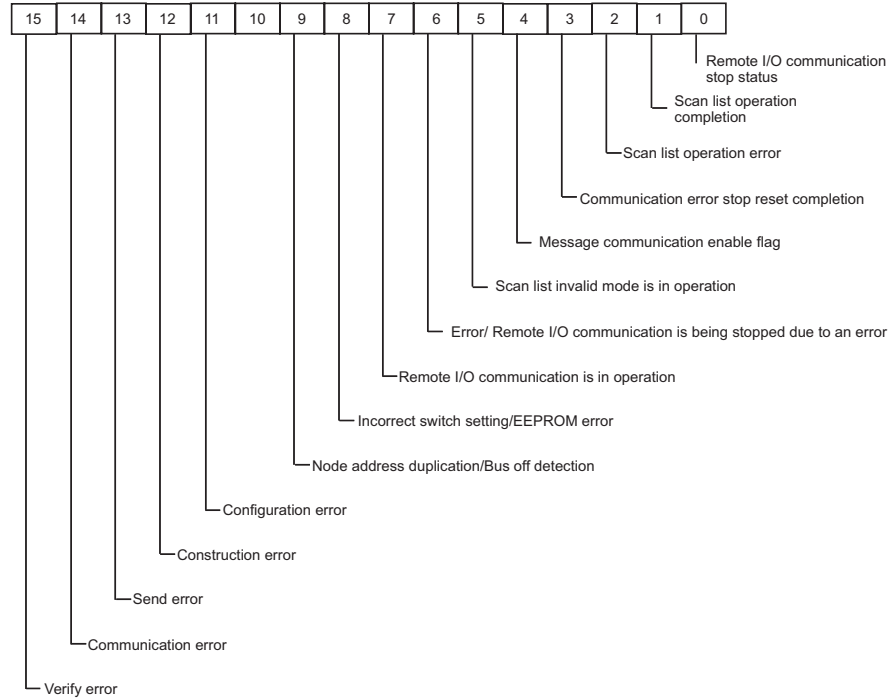 15 14 13 12 11 10 9 8 7 6 5 4 3 2 1 0
Remote I/O communication
stop status
Scan list operation
completion
Scan list operation error
Communication error stop reset completion
Message communication enable flag
Scan list invalid mode is in operation
Error/ Remote I/O communication is being stopped due to an error
Remote I/O communication is in operation
Incorrect switch setting/EEPROM error
Node address duplication/Bus off detection
Configuration error
Construction error
Send error
Communication error
Verify error